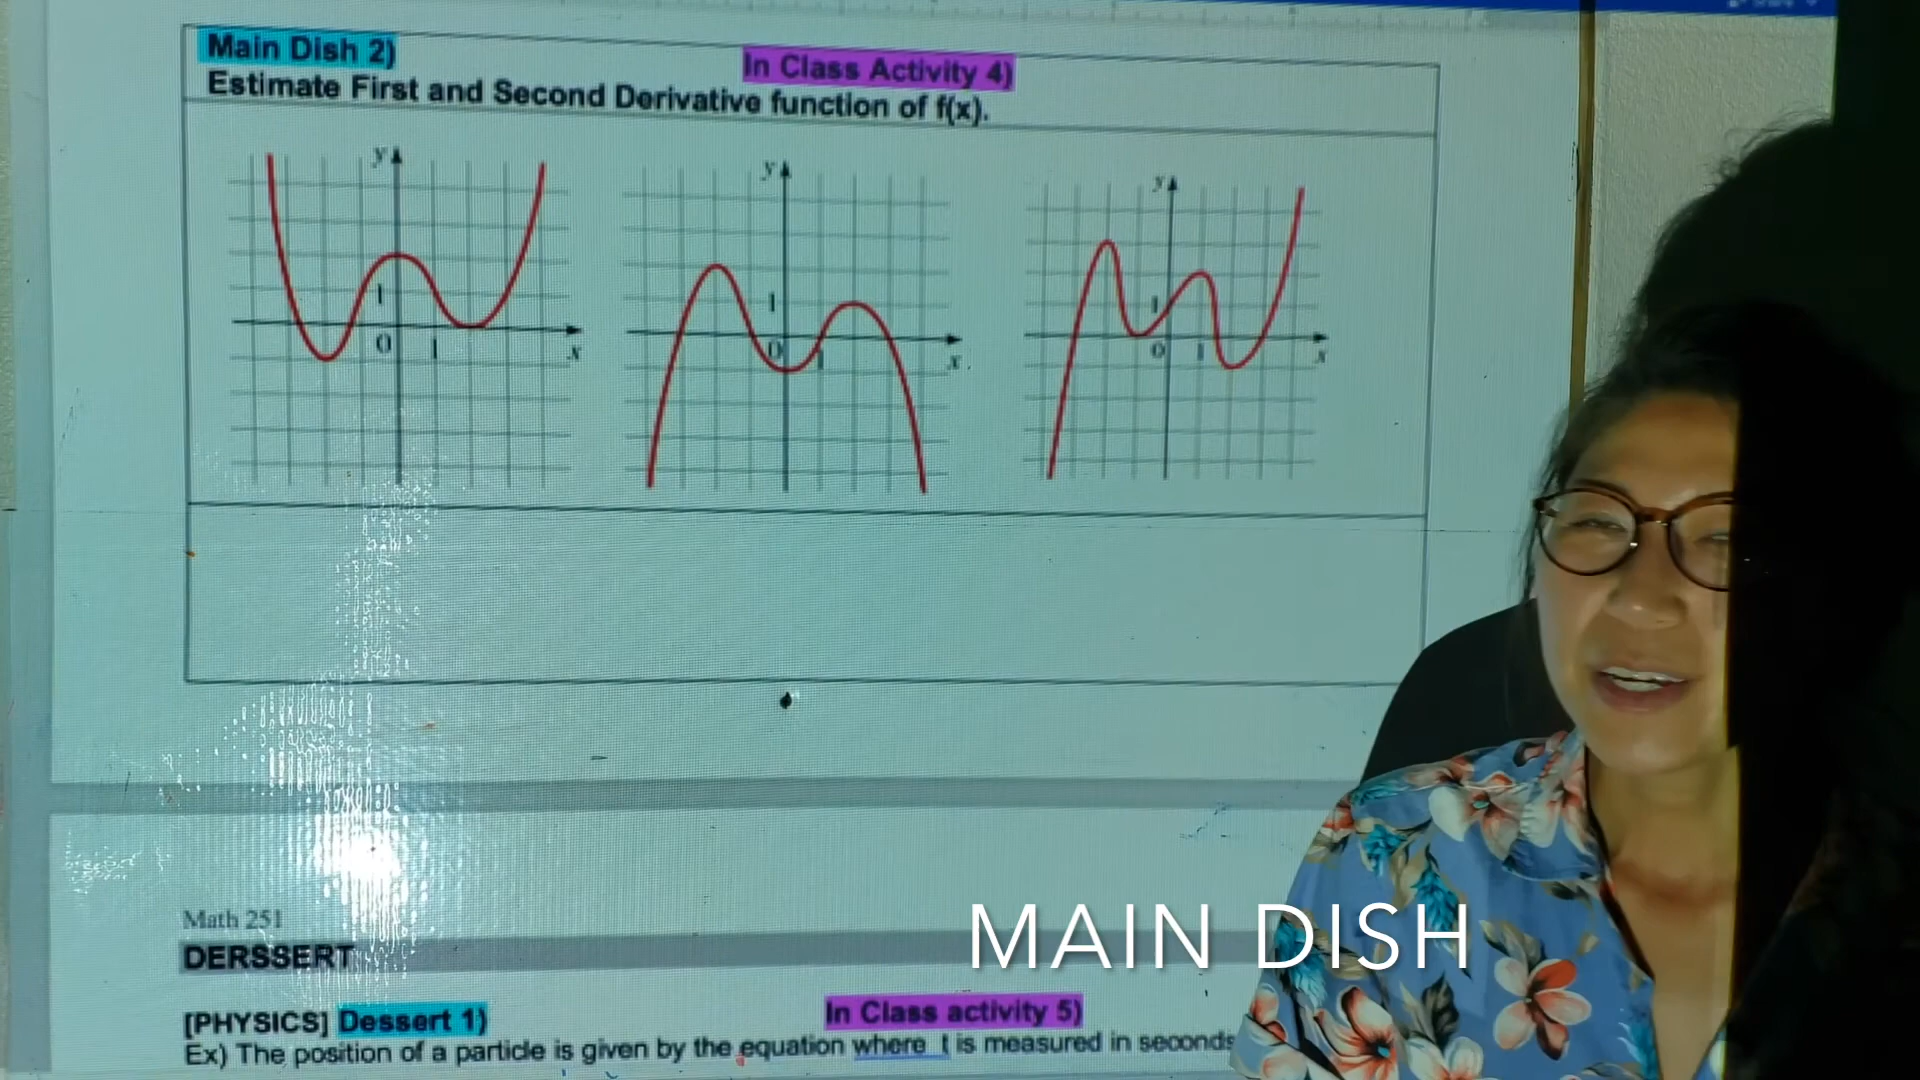 Main Dish 2)
In Class Activity 4)
Estimate First and Second Derivative function of f(x).
y y y
1 1 1
0 1 x 0 1 x 0 1 x
Math 251
DERSSERT
MAIN DISH
[PHYSICS] Dessert 1)
In Class activity 5)
Ex) The position of a particle is given by the equation where t is measured in seconds